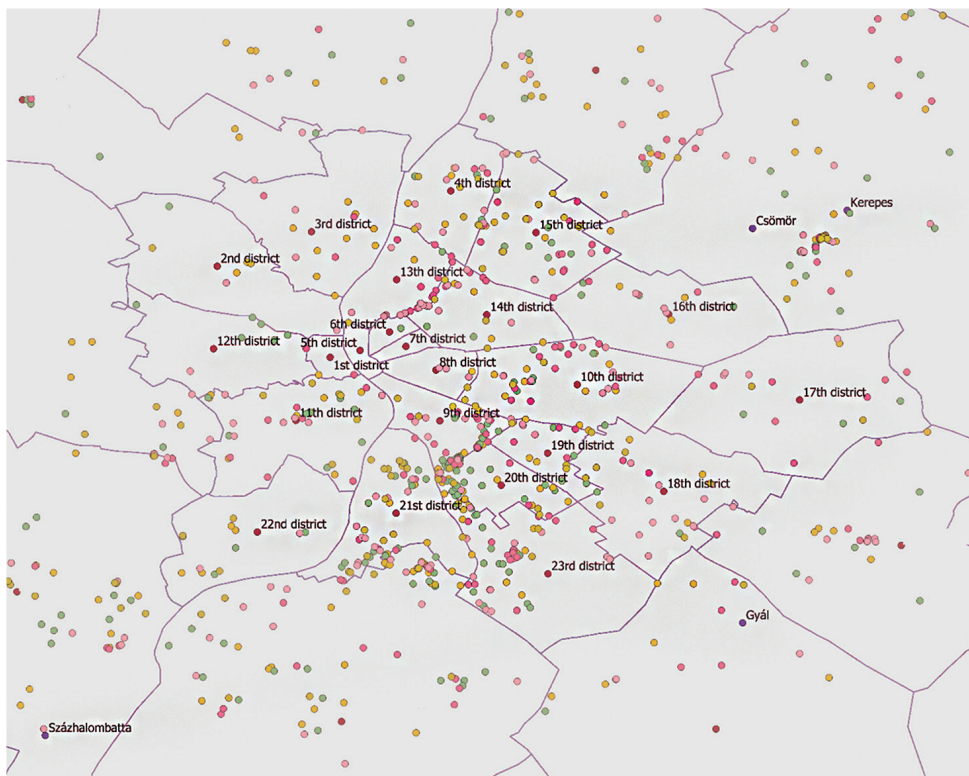 4th district
Kerepes
3rd district
15th district
Csömör
2nd district
13th district
14th district
16th district
6th district
12th district
5th district
7th district
1st district
8th district
10th district
17th district
11th district
9th district
19th district
20th district
18th district
21st district
22nd district
23rd district
Gyál
Százhalombatta